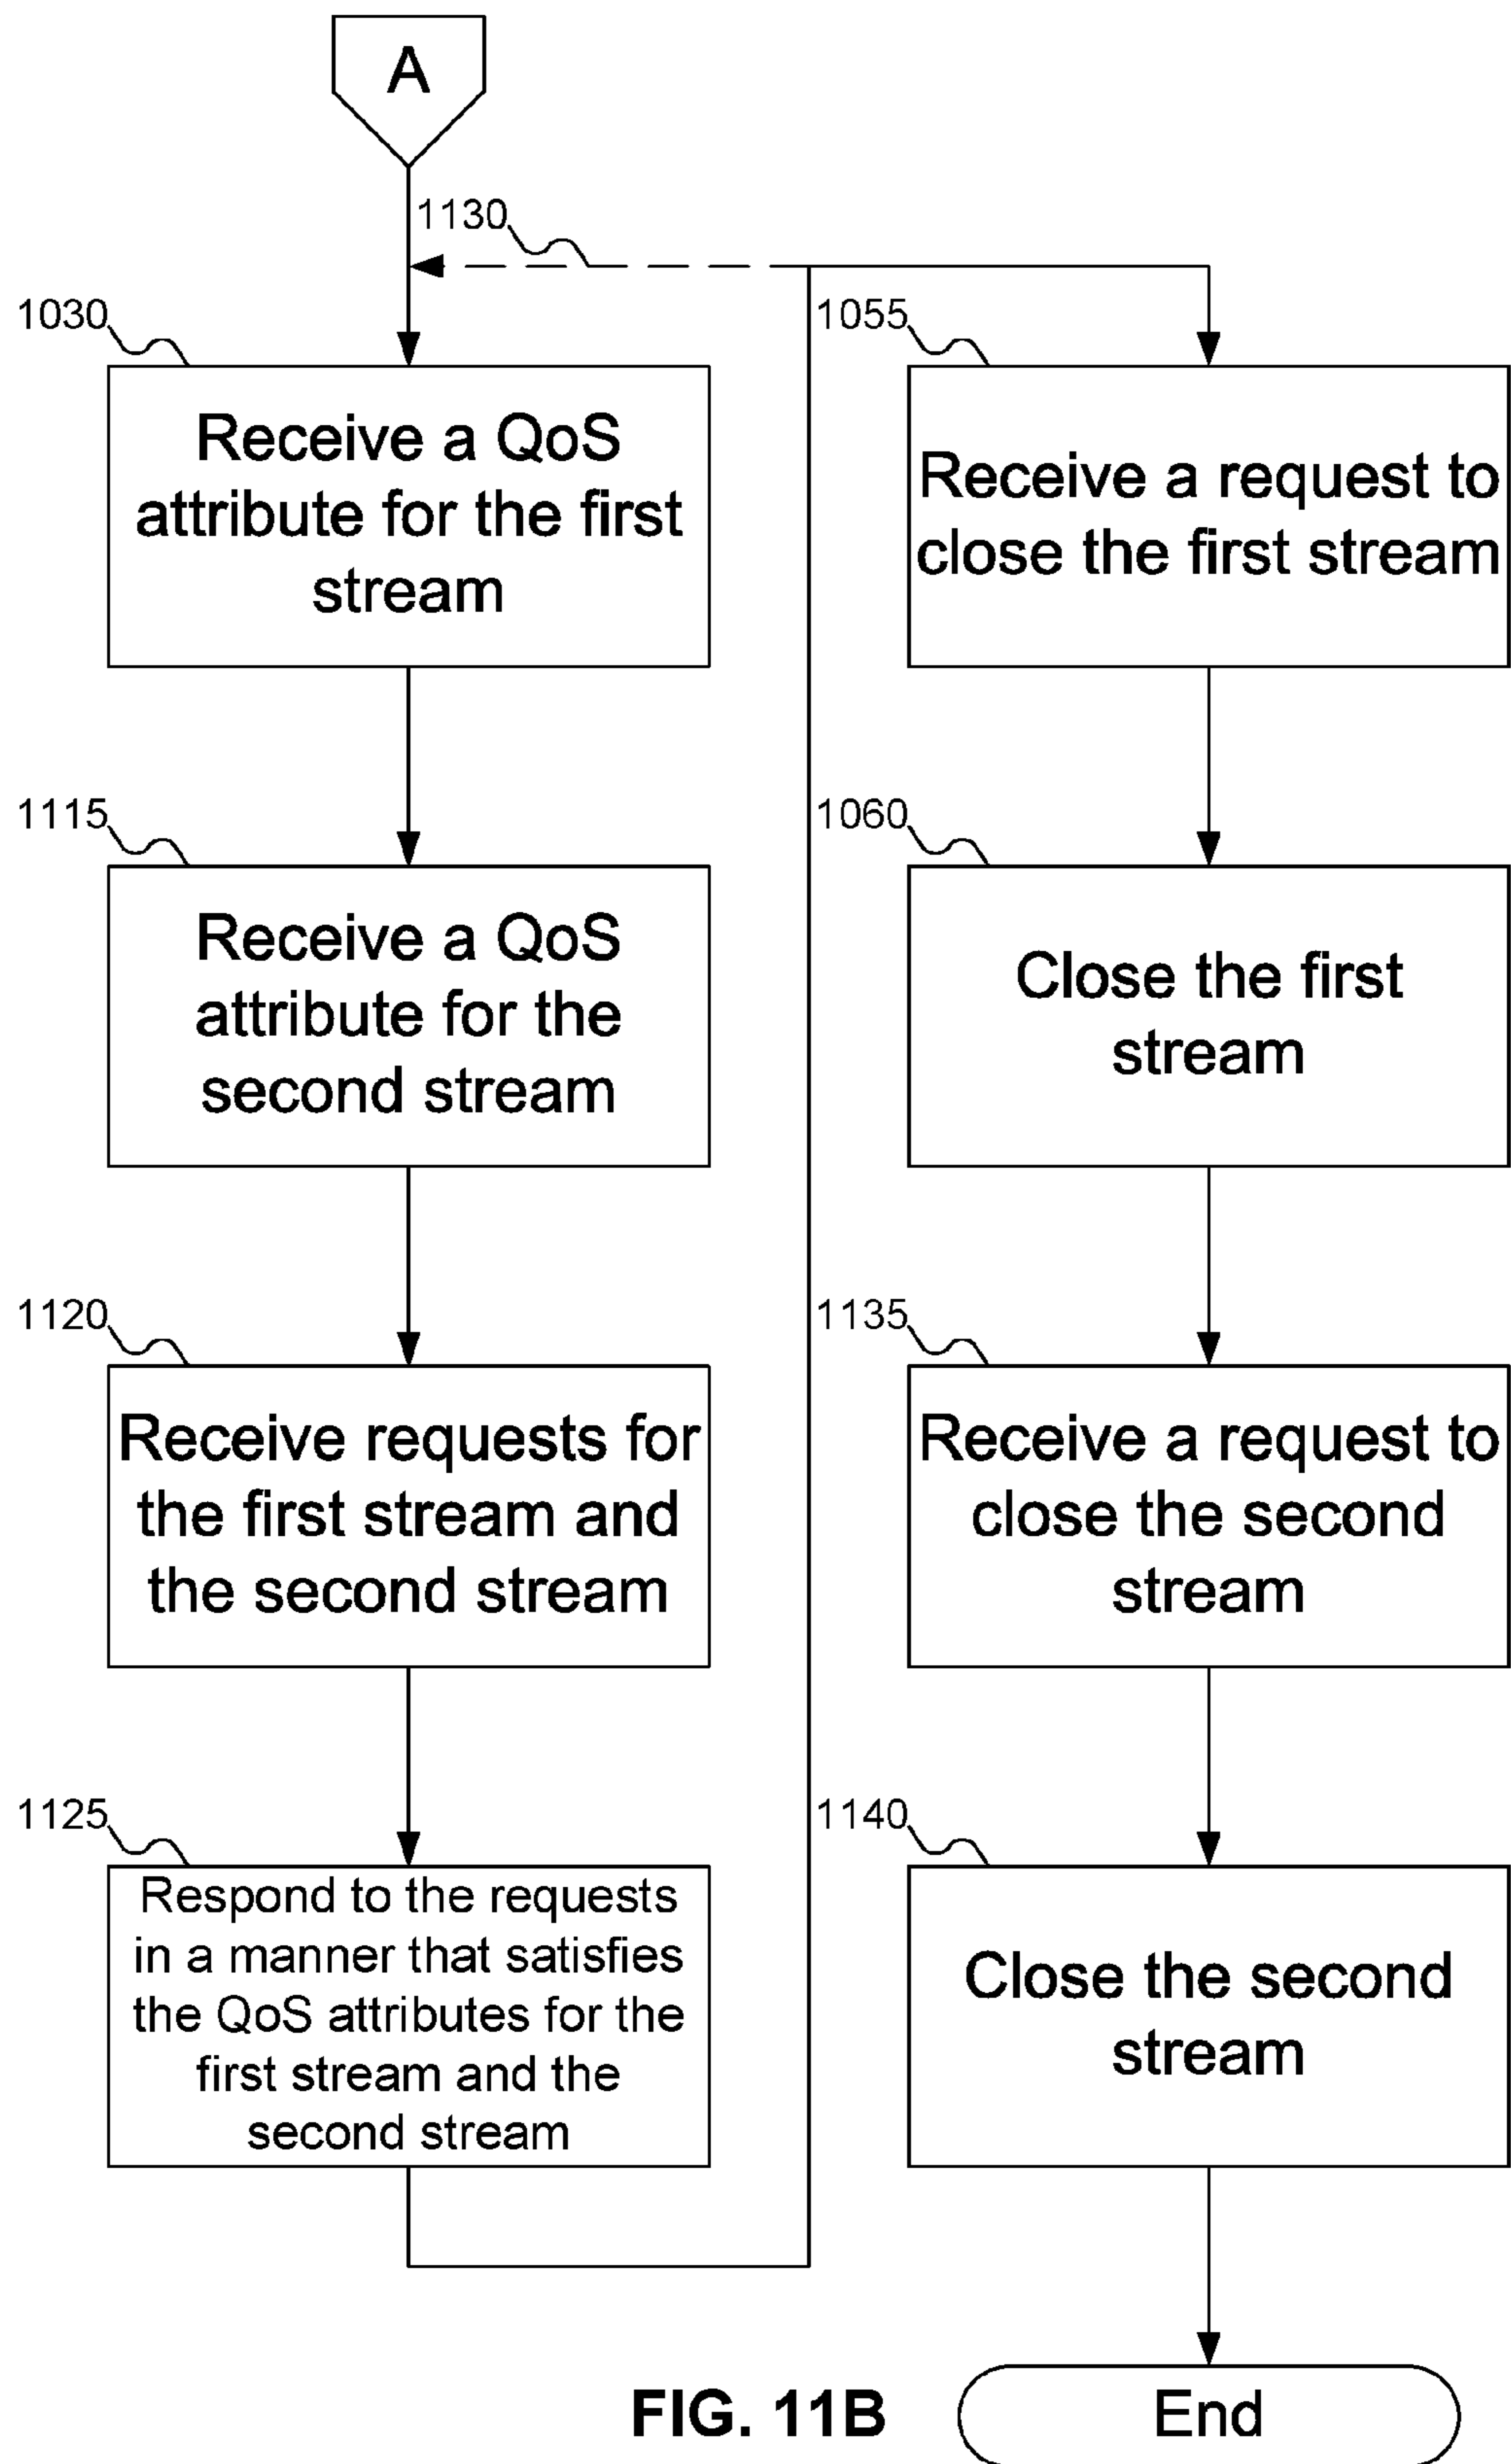 A
1130
1030
Receive a QoS
attribute for the first
stream
1115
Receive a QoS
attribute for the
second stream
1120
Receive requests for
the first stream and
the second stream
1125
Respond to the requests
in a manner that satisfies
the QoS attributes for the
first stream and the
second stream
1055
Receive a request to
close the first stream
1060
Close the first
stream
1135
Receive a request to
close the second
stream
1140
Close the second
stream
End
FIG. 11B